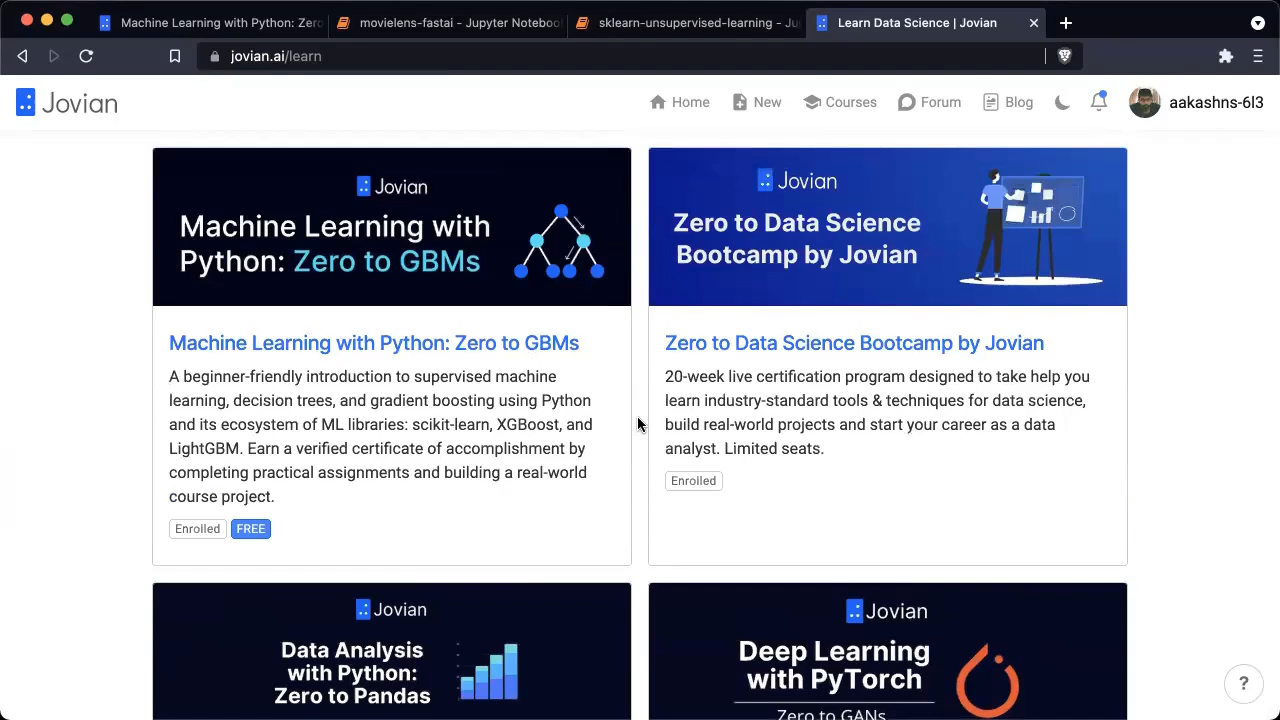 Machine Learning with Python: Zero
movielens-fastai - Jupyter Noteboo
sklearn-unsupervised-learning - Ju
Learn Data Science | Jovian
jovian.ai/learn
Jovian
Home
New
Courses
Forum
Blog
aakashns-6l3
Jovian
Machine Learning with
Python: Zero to GBMs
Machine Learning with Python: Zero to GBMs
A beginner-friendly introduction to supervised machine
learning, decision trees, and gradient boosting using Python
and its ecosystem of ML libraries: scikit-learn, XGBoost, and
LightGBM. Earn a verified certificate of accomplishment by
completing practical assignments and building a real-world
course project.
Enrolled FREE
Jovian
Zero to Data Science
Bootcamp by Jovian
Zero to Data Science Bootcamp by Jovian
20-week live certification program designed to take help you
learn industry-standard tools & techniques for data science,
build real-world projects and start your career as a data
analyst. Limited seats.
Enrolled
Jovian
Data Analysis
with Python:
Zero to Pandas
Jovian
Deep Learning
with PyTorch
Zero to GANs
?